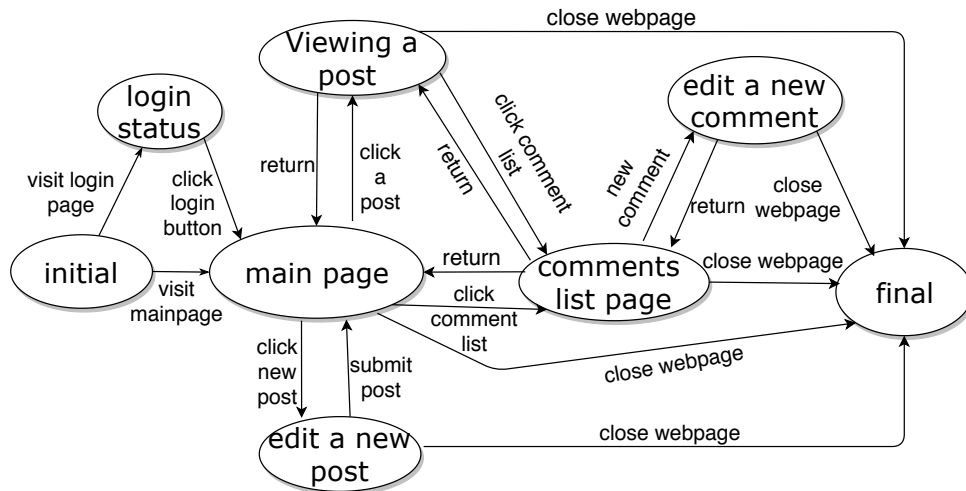 close webpage
Viewing a
post
login
status
edit a new
comment
click comment
list
return
visit login
page
return
click
a
post
click
login
button
new
comment
return
close
webpage
initial
visit
mainpage
main page
return
click
comment
list
comments
list page
close webpage
final
click
new
post
submit
post
close webpage
edit a new
post
close webpage